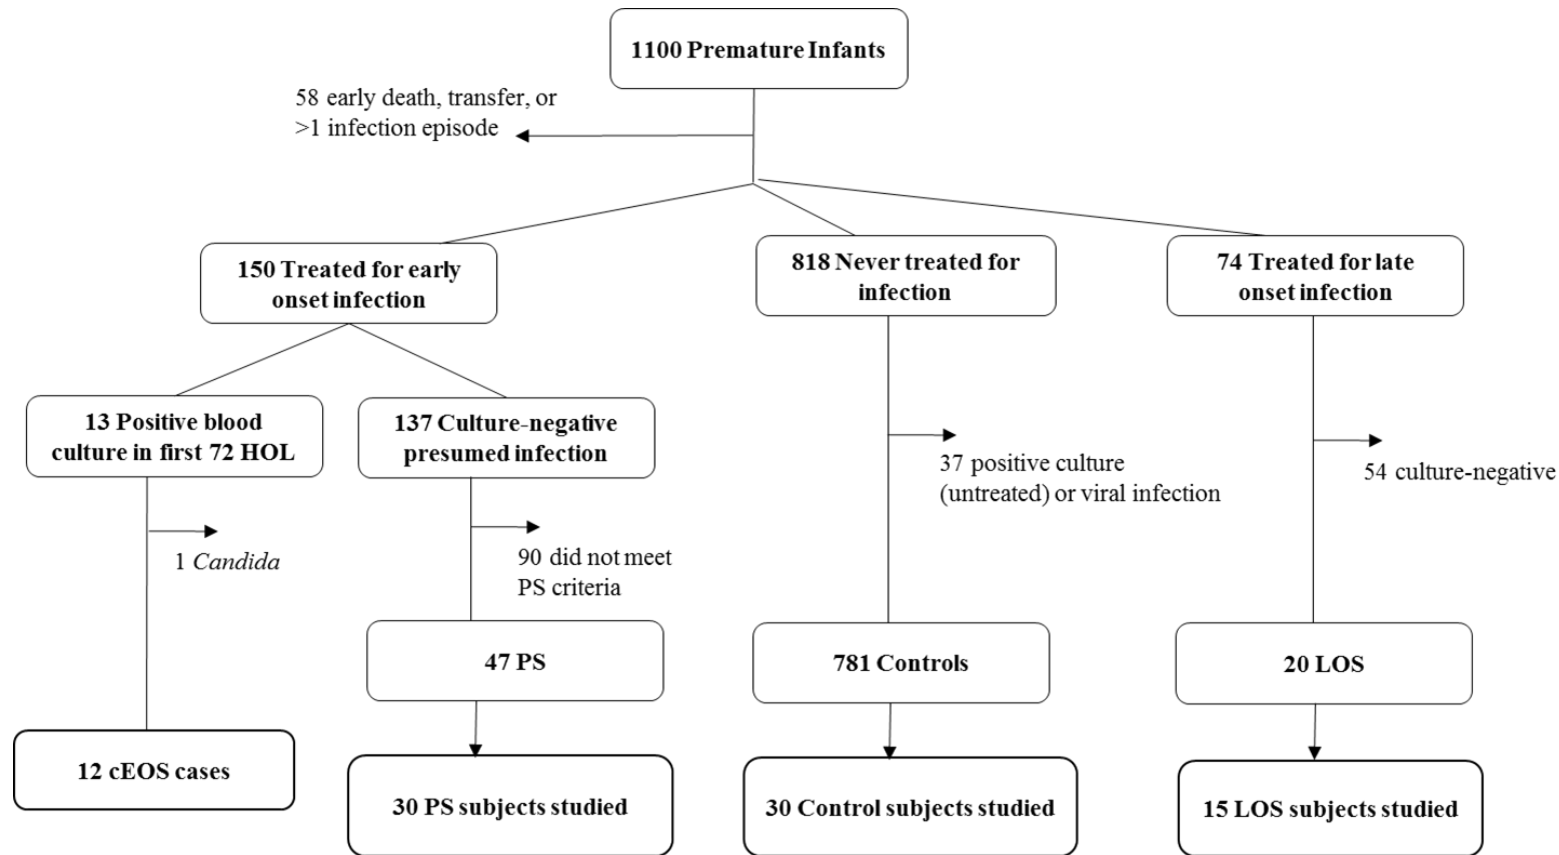 1100 Premature Infants
58 early death, transfer, or
>1 infection episode
150 Treated for early
onset infection
818 Never treated for
infection
74 Treated for late
onset infection
13 Positive blood
culture in first 72 HOL
137 Culture-negative
presumed infection
37 positive culture
(untreated) or viral infection
54 culture-negative
1 Candida
90 did not meet
PS criteria
47 PS
781 Controls
20 LOS
12 cEOS cases
30 PS subjects studied
30 Control subjects studied
15 LOS subjects studied